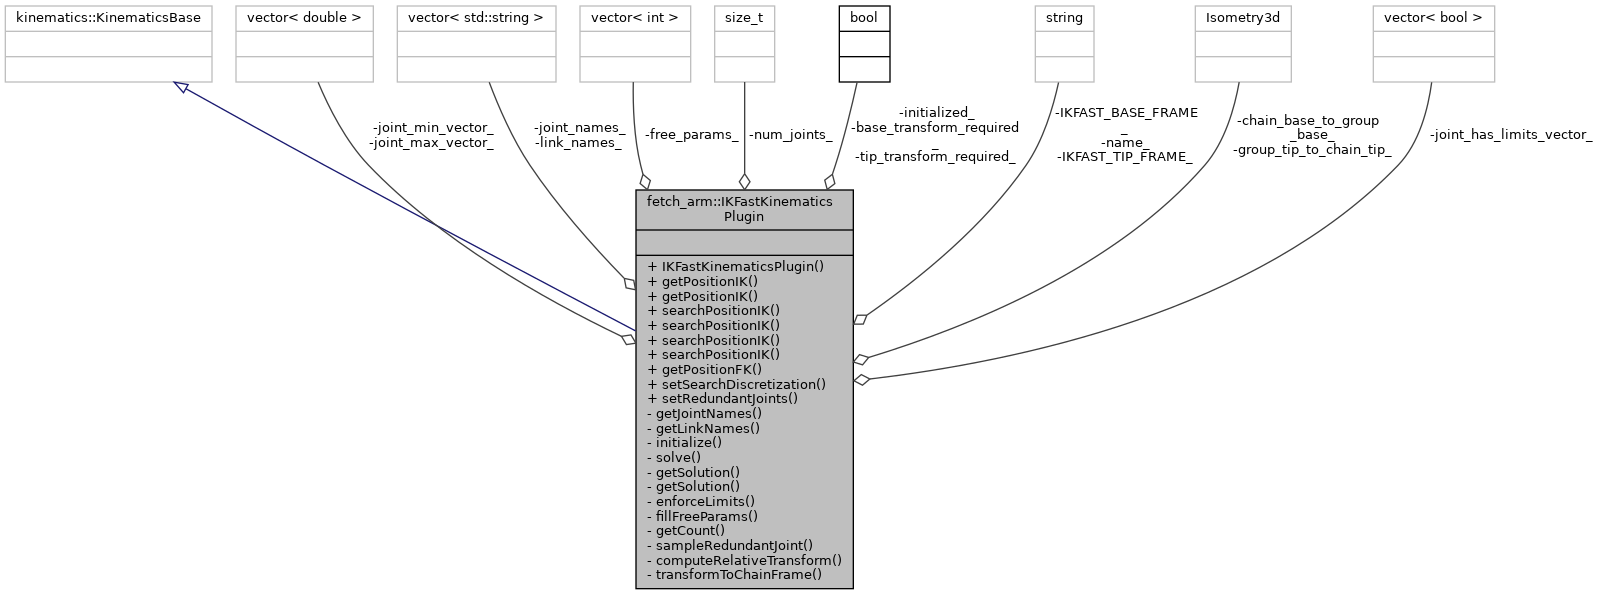 kinematics::KinematicsBase
vector< double >
vector< std::string >
vector< int >
size_t
bool
string
Isometry3d
vector< bool >
-joint_min_vector_
-joint_max_vector_
-joint_names_
-link_names_
-free_params_
-num_joints_
-initialized_
-base_transform_required
_
-tip_transform_required_
-IKFAST_BASE_FRAME
_
-name_
-IKFAST_TIP_FRAME_
-chain_base_to_group
_base_
-group_tip_to_chain_tip_
-joint_has_limits_vector_
fetch_arm::IKFastKinematics
Plugin
+ IKFastKinematicsPlugin()
+ getPositionIK()
+ getPositionIK()
+ searchPositionIK()
+ searchPositionIK()
+ searchPositionIK()
+ searchPositionIK()
+ getPositionFK()
+ setSearchDiscretization()
+ setRedundantJoints()
- getJointNames()
- getLinkNames()
- initialize()
- solve()
- getSolution()
- getSolution()
- enforceLimits()
- fillFreeParams()
- getCount()
- sampleRedundantJoint()
- computeRelativeTransform()
- transformToChainFrame()